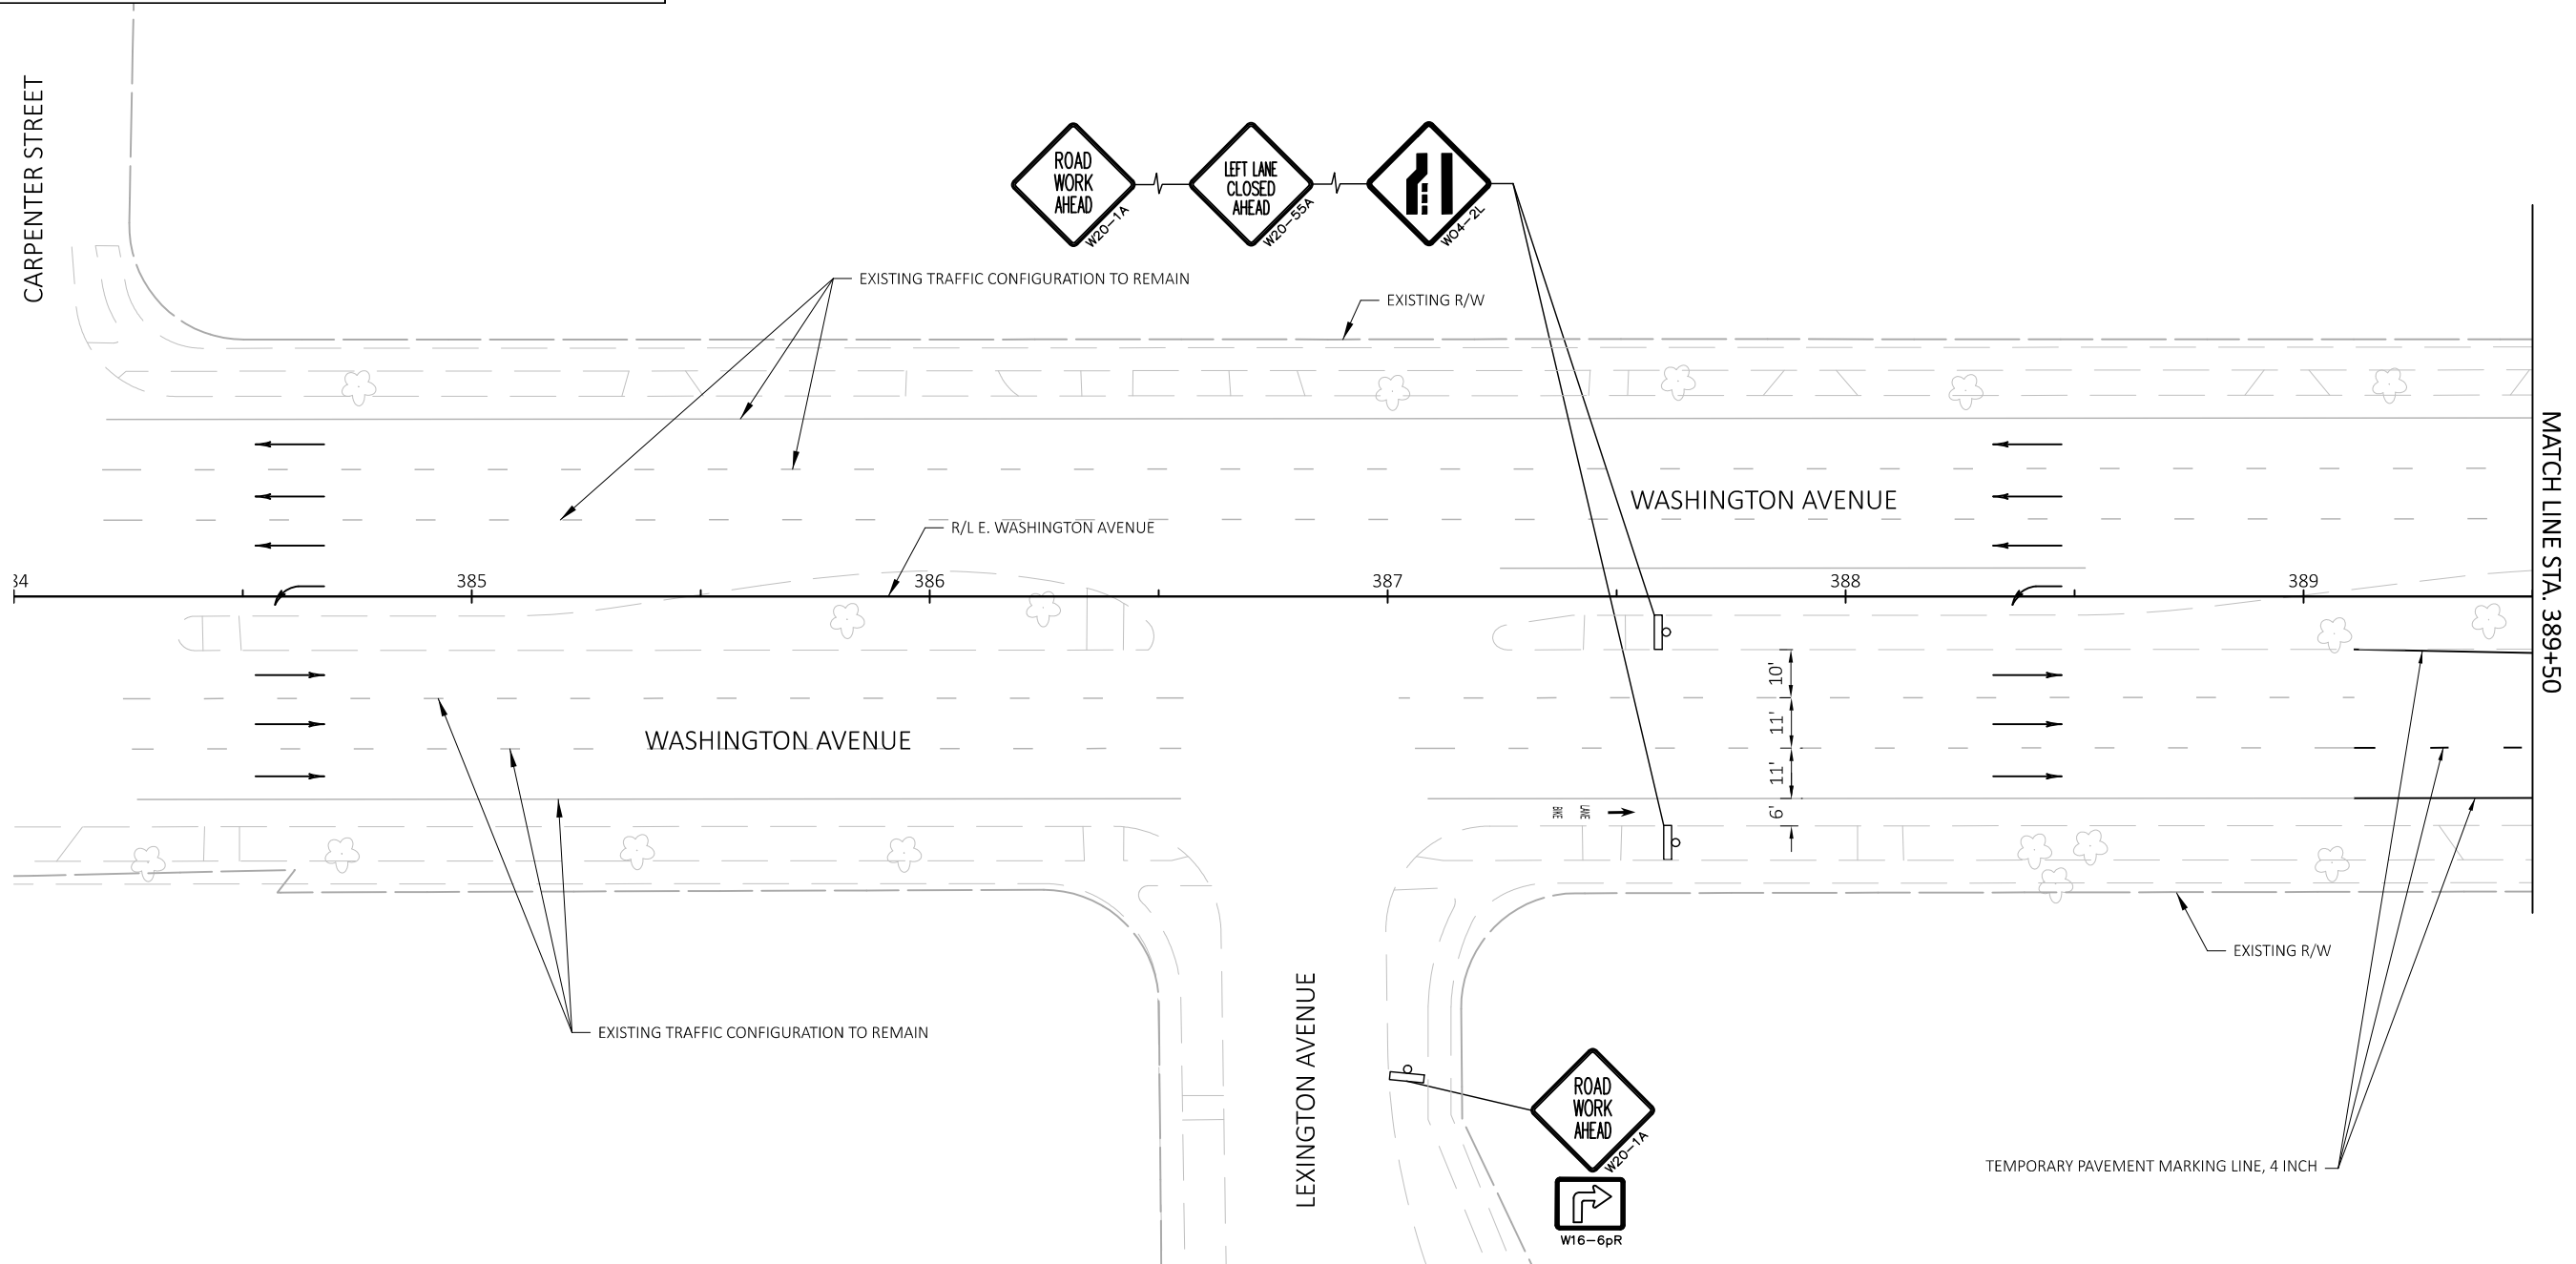 CARPENTER STREET
ROAD
WORK
AHEAD
W20-1A
LEFT LANE
CLOSED
AHEAD
W20-55A
W04-2L
EXISTING TRAFFIC CONFIGURATION TO REMAIN
EXISTING R/W
WASHINGTON AVENUE
R/L E. WASHINGTON AVENUE
34
385
386
387
388
389
MATCH LINE STA. 389+50
10'
11'
11'
6'
WASHINGTON AVENUE
BIKE
LANE
EXISTING R/W
EXISTING TRAFFIC CONFIGURATION TO REMAIN
LEXINGTON AVENUE
ROAD
WORK
AHEAD
W20-1A
W16-6pR
TEMPORARY PAVEMENT MARKING LINE, 4 INCH